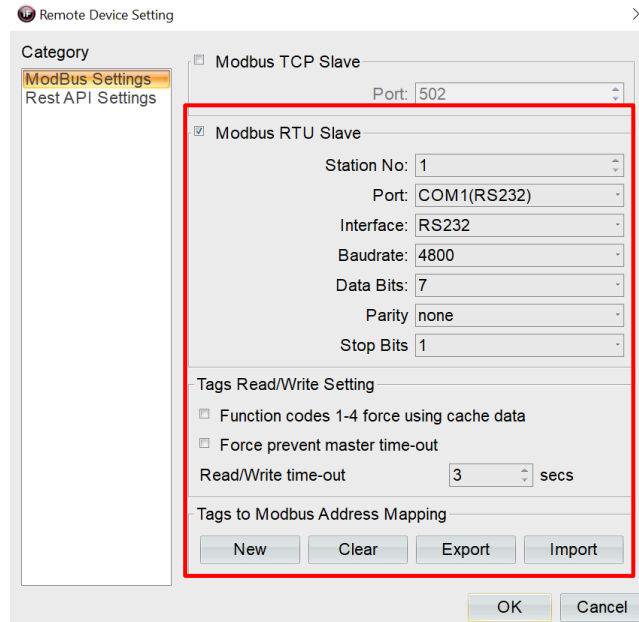 Remote Device Setting
Category
ModBus Settings
Rest API Settings
Modbus TCP Slave
Port: 502
Modbus RTU Slave
Station No: 1
Port: COM1(RS232)
Interface: RS232
Baudrate: 4800
Data Bits: 7
Parity none
Stop Bits 1
Tags Read/Write Setting
Function codes 1-4 force using cache data
Force prevent master time-out
Read/Write time-out 3 secs
Tags to Modbus Address Mapping
New Clear Export Import
OK Cancel